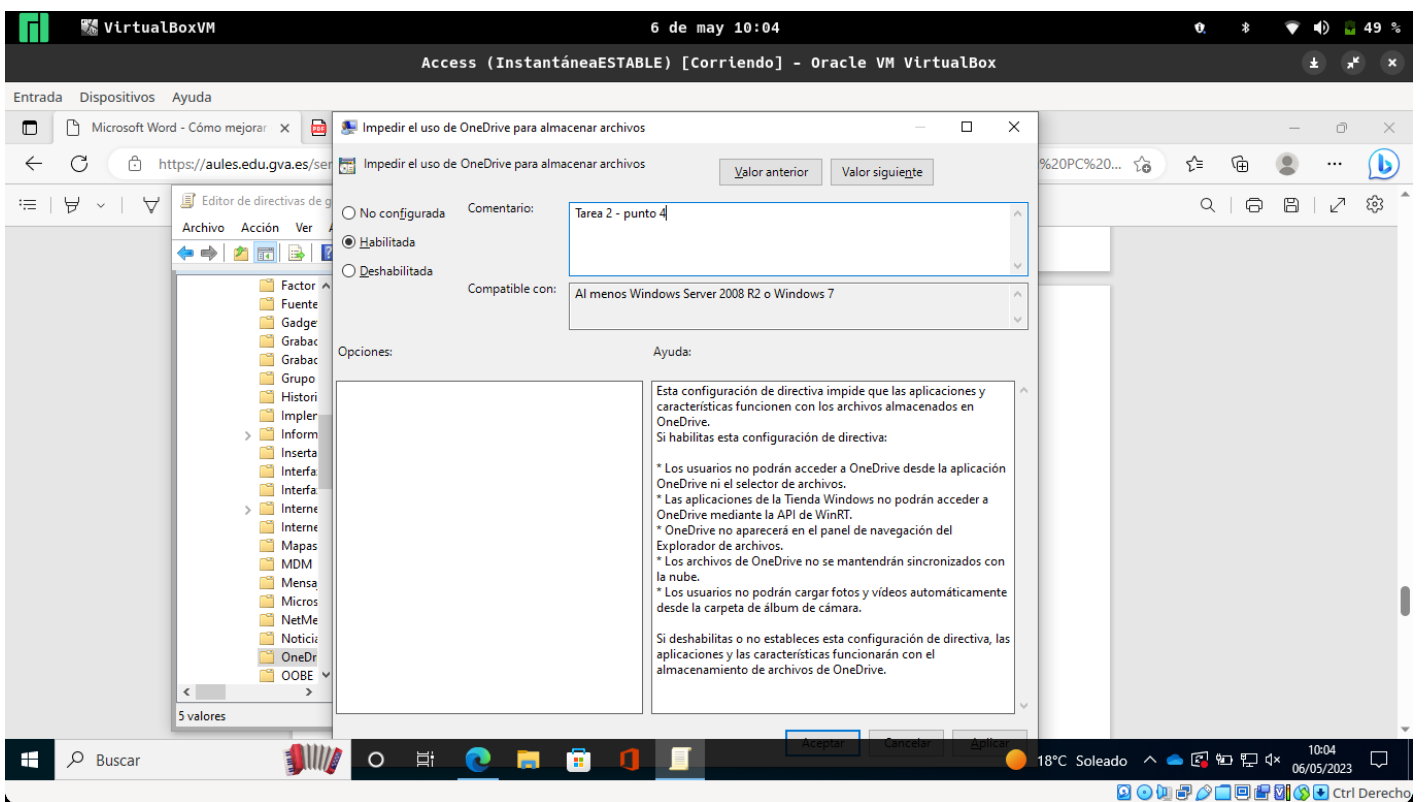 VirtualBoxVM
6 de may 10:04
49 %
Access (InstantáneaESTABLE) [Corriendo] - Oracle VM VirtualBox
Entrada Dispositivos Ayuda
Microsoft Word - Cómo mejorar
https://aules.edu.gva.es/ser
%20PC%20...
Editor de directivas de g
Archivo Acción Ver
Factor
Fuente
Gadge
Grabac
Grabac
Grupo
Histori
Impler
Inform
Inserta
Interfa
Interfa
Interne
Interne
Mapas
MDM
Mensa
Micros
NetMe
Noticia
OneDr
OOBE
5 valores
Impedir el uso de OneDrive para almacenar archivos
Impedir el uso de OneDrive para almacenar archivos
Valor anterior
Valor siguiente
No configurada
Habilitada
Deshabilitada
Comentario:
Tarea 2 - punto 4
Compatible con:
Al menos Windows Server 2008 R2 o Windows 7
Opciones:
Ayuda:
Esta configuración de directiva impide que las aplicaciones y
características funcionen con los archivos almacenados en
OneDrive.
Si habilitas esta configuración de directiva:
* Los usuarios no podrán acceder a OneDrive desde la aplicación
OneDrive ni el selector de archivos.
* Las aplicaciones de la Tienda Windows no podrán acceder a
OneDrive mediante la API de WinRT.
* OneDrive no aparecerá en el panel de navegación del
Explorador de archivos.
* Los archivos de OneDrive no se mantendrán sincronizados con
la nube.
* Los usuarios no podrán cargar fotos y vídeos automáticamente
desde la carpeta de álbum de cámara.
Si deshabilitas o no estableces esta configuración de directiva, las
aplicaciones y las características funcionarán con el
almacenamiento de archivos de OneDrive.
Aceptar
Cancelar
Aplicar
Buscar
18°C Soleado
10:04
06/05/2023
Ctrl Derecho